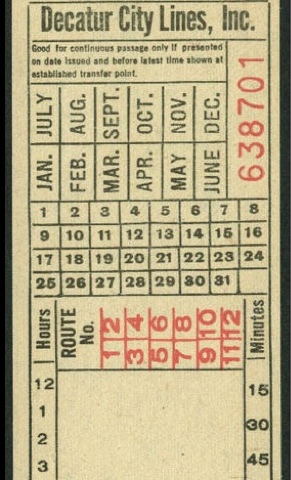 Decatur City Lines, Inc.
Good for continuous passage only if presented
on date issued and before latest time shown at
established transfer point.
638701
JULY AUG. SEPT. OCT. NOV. DEC.
JAN. FEB. MAR. APR. MAY JUNE
1 2 3 4 5 6 7 8
9 10 11 12 13 14 15 16
17 18 19 20 21 22 23 24
25 26 27 28 29 30 31
Hours
ROUTE
No.
1 2
3 4
5 6
7 8
9 10
11 12
Minutes
12 15
1 30
2 45
3